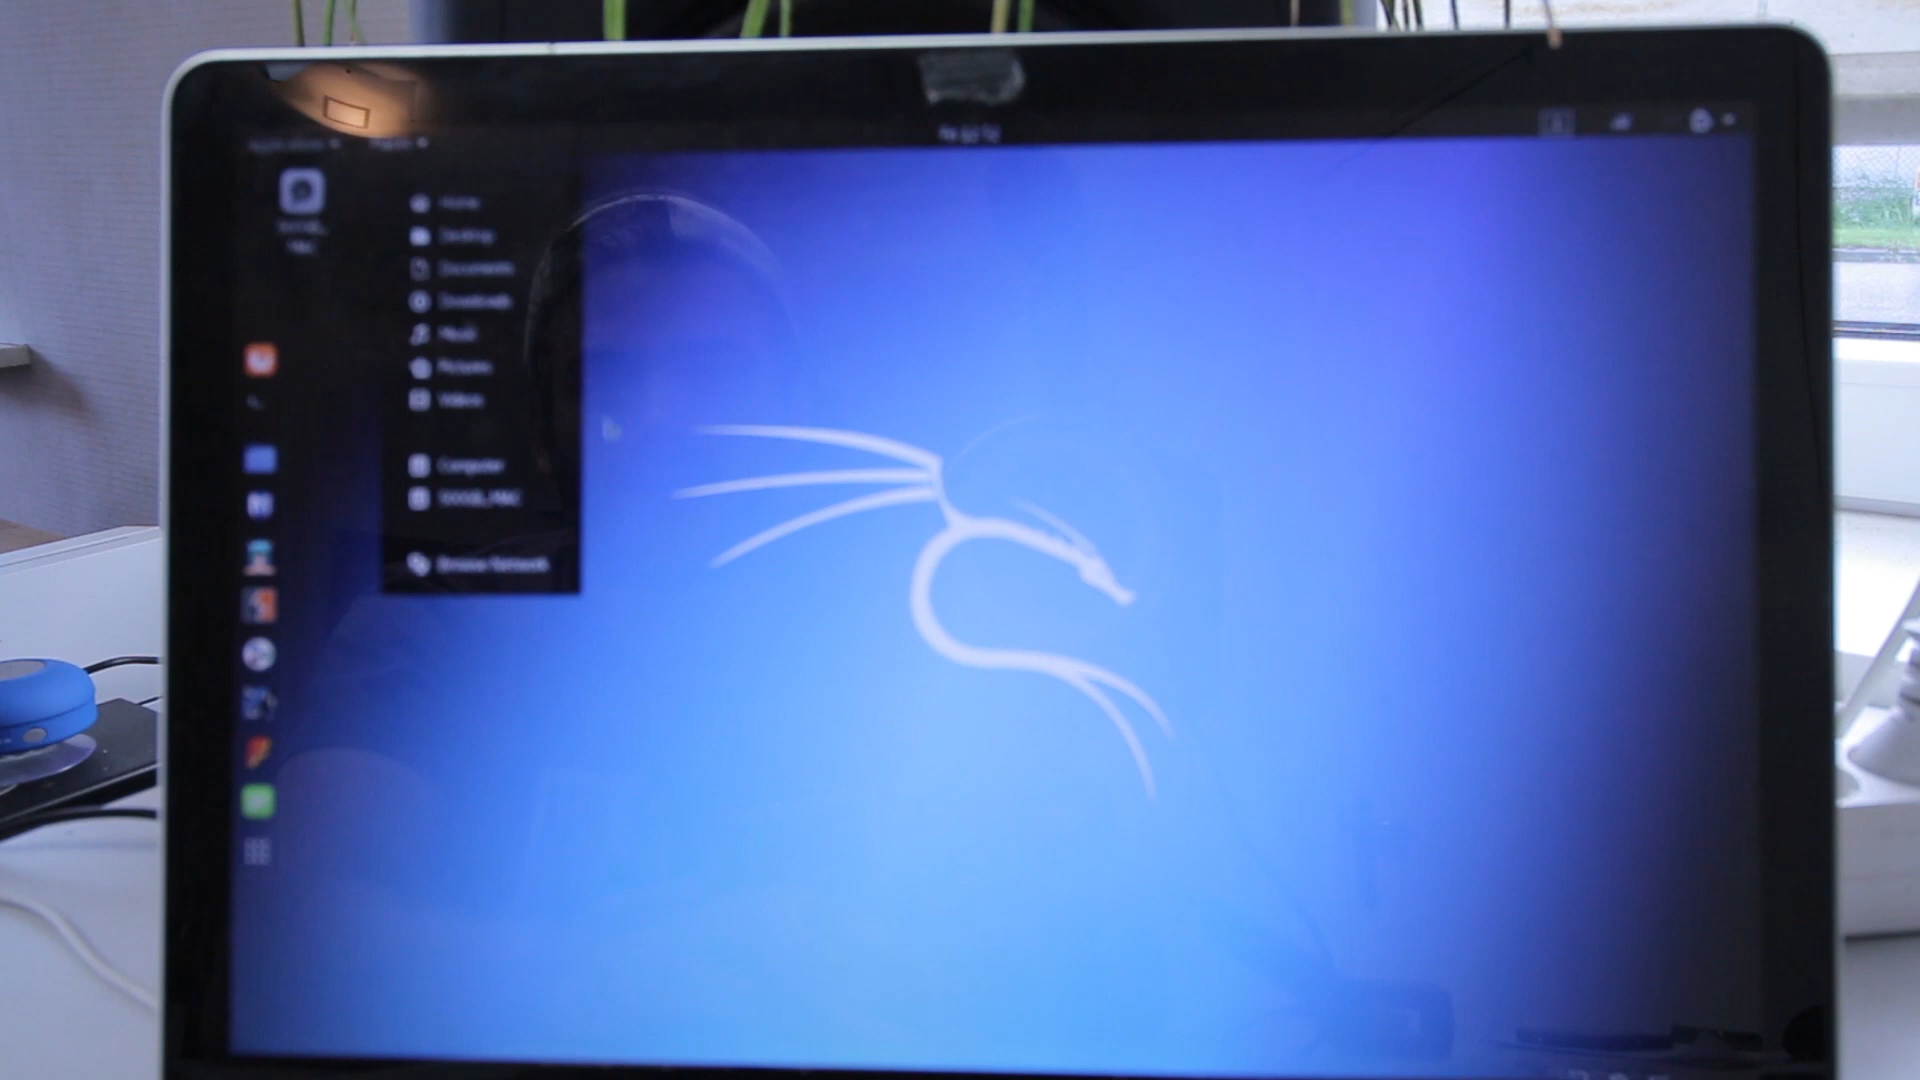 Applications
Places
Home
Desktop
Documents
Downloads
Music
Pictures
Videos
Computer
Browse Network